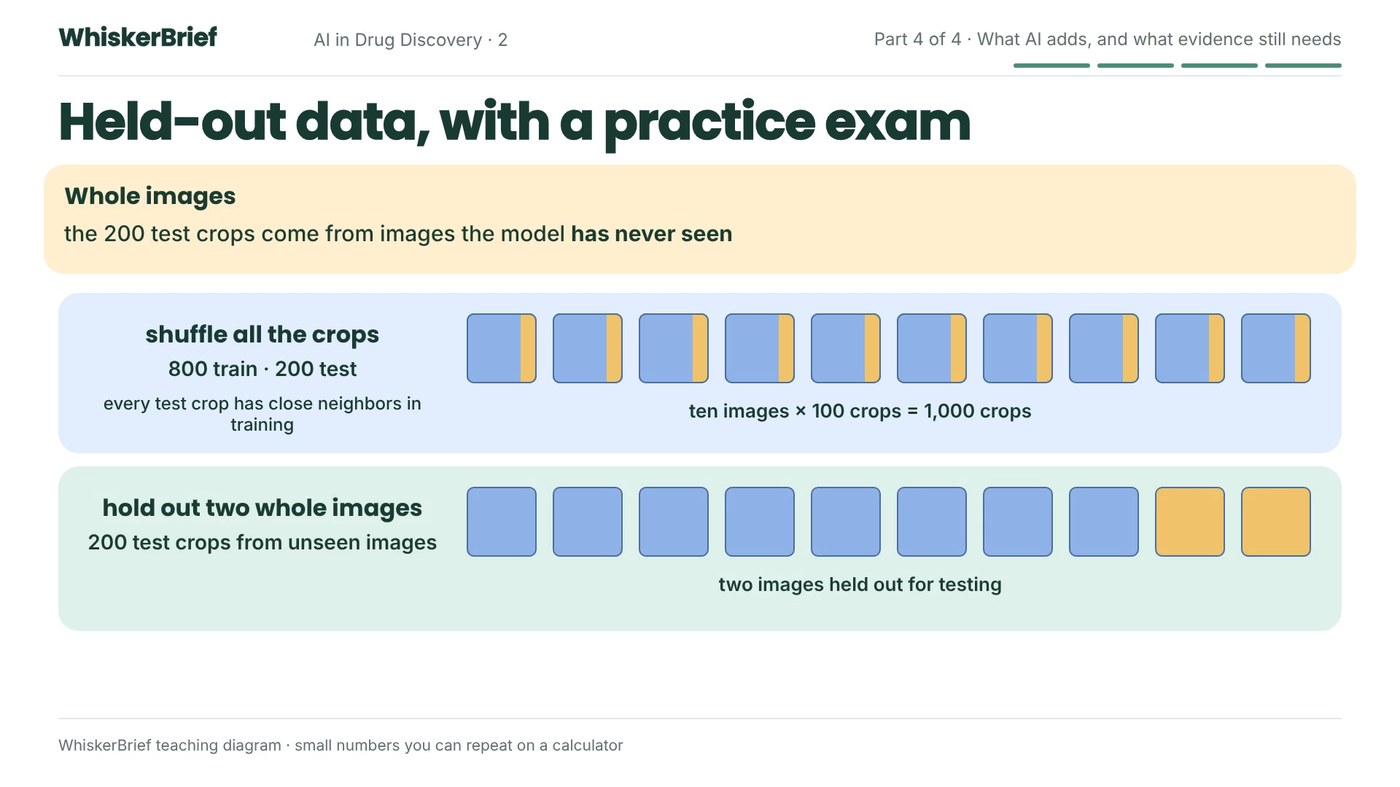 WhiskerBrief
AI in Drug Discovery · 2
Part 4 of 4 · What AI adds, and what evidence still needs
Held-out data, with a practice exam
Whole images
the 200 test crops come from images the model has never seen
shuffle all the crops
800 train · 200 test
every test crop has close neighbors in
training
ten images × 100 crops = 1,000 crops
hold out two whole images
200 test crops from unseen images
two images held out for testing
WhiskerBrief teaching diagram · small numbers you can repeat on a calculator